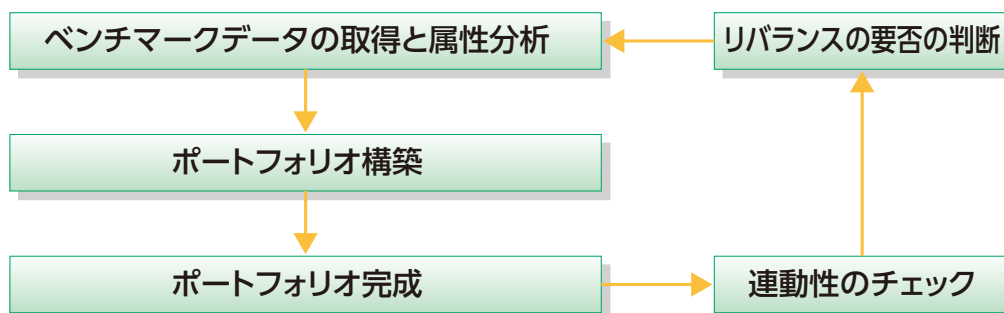 ベンチマークデータの取得と属性分析
リバランスの要否の判断
ポートフォリオ構築
ポートフォリオ完成
連動性のチェック